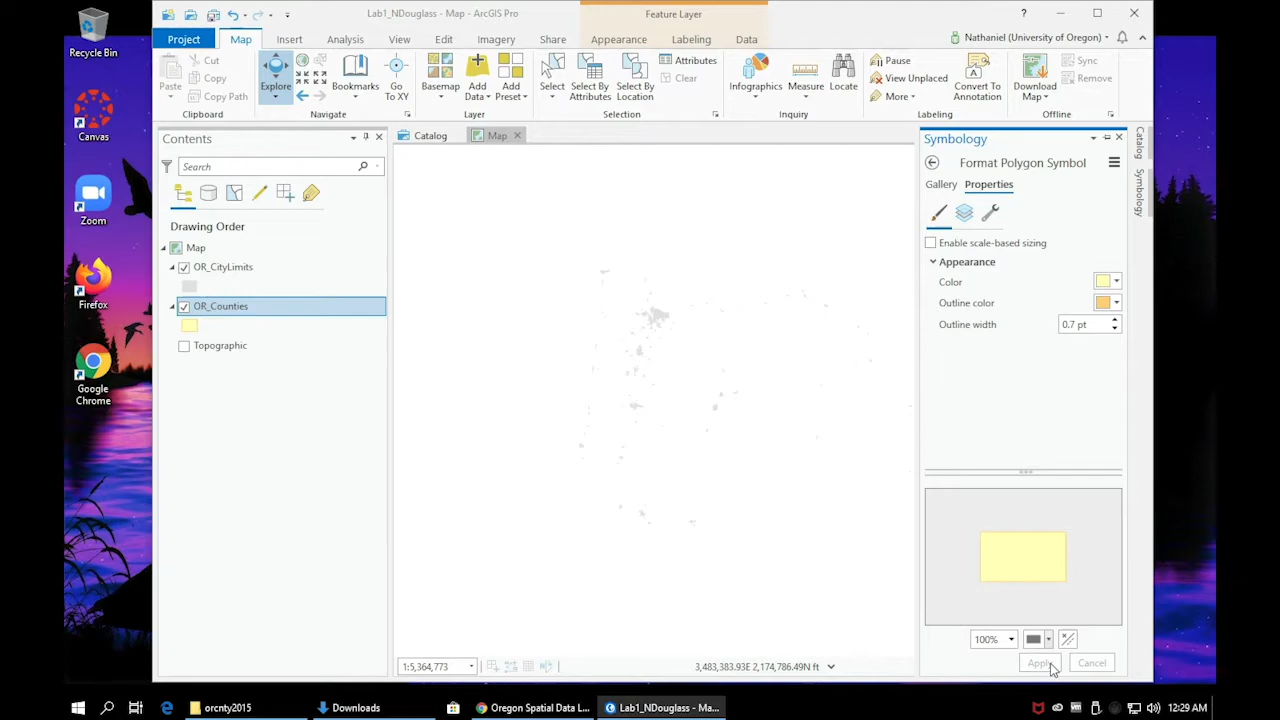 Recycle Bin
Canvas
Zoom
Firefox
Google
Chrome
Lab1_NDouglass - Map - ArcGIS Pro
Feature Layer
?
Project
Map
Insert
Analysis
View
Edit
Imagery
Share
Appearance
Labeling
Data
Nathaniel (University of Oregon)
Paste
Cut
Copy
Copy Path
Clipboard
Explore
Bookmarks
Go
To XY
Navigate
Basemap
Add
Data
Add
Preset
Layer
Select
Select By
Attributes
Select By
Location
Attributes
Clear
Selection
Infographics
Measure
Locate
Inquiry
Pause
View Unplaced
More
Convert To
Annotation
Labeling
Download
Map
Sync
Remove
Offline
Contents
Search
Drawing Order
Map
OR_CityLimits
OR_Counties
Topographic
Catalog
Map
1:5,364,773
3,483,383.93E 2,174,786.49N ft
Symbology
Format Polygon Symbol
Gallery
Properties
Enable scale-based sizing
Appearance
Color
Outline color
Outline width
0.7 pt
100%
Apply
Cancel
Catalog
Symbology
orcnty2015
Downloads
Oregon Spatial Data L...
Lab1_NDouglass - Ma...
12:29 AM